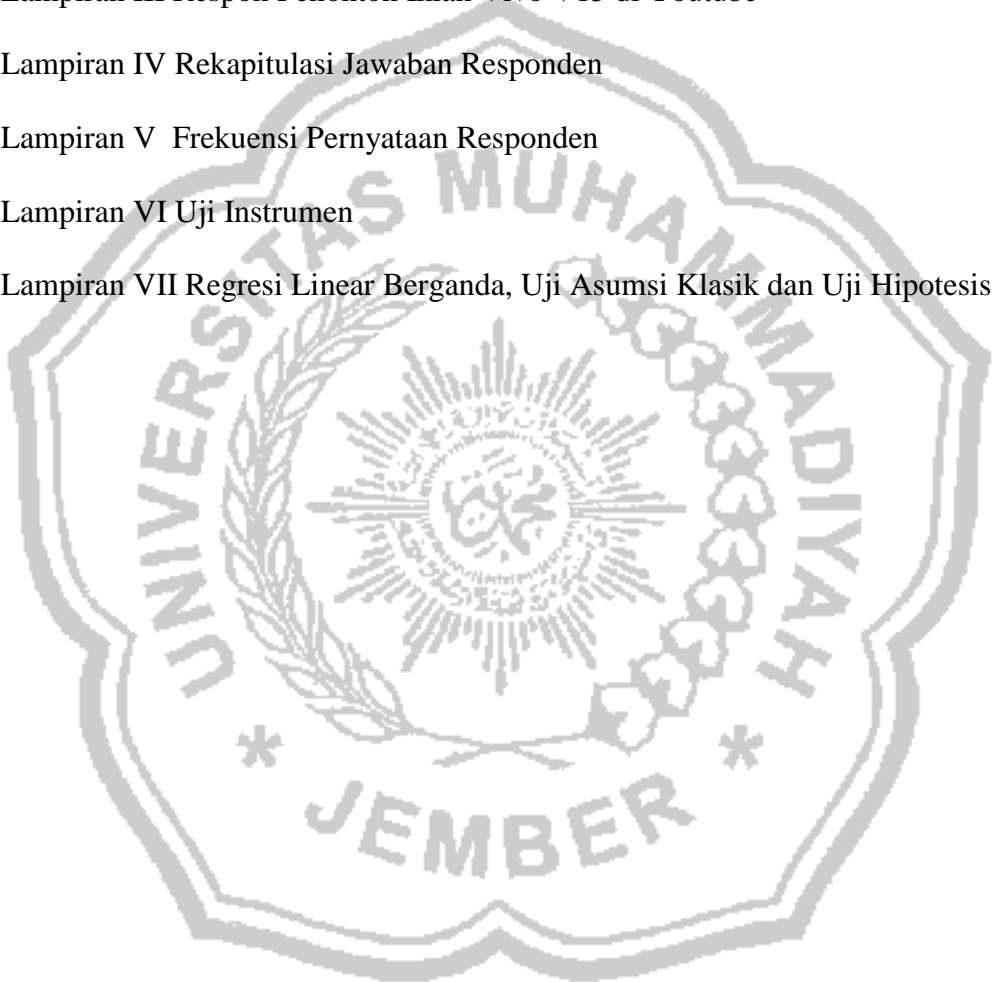 Lampiran IV Rekapitulasi Jawaban Responden
Lampiran V Frekuensi Pernyataan Responden
Lampiran VI Uji Instrumen
Lampiran VII Regresi Linear Berganda, Uji Asumsi Klasik dan Uji Hipotesis
UNIVERSITAS MUHAMMADIYAH
* JEMBER *